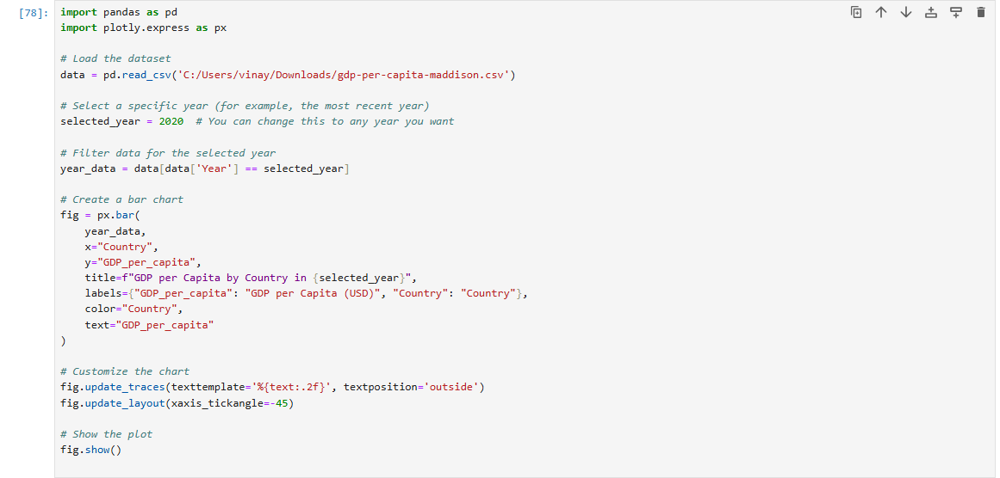 [78]:
import pandas as pd
import plotly.express as px

# Load the dataset
data = pd.read_csv('C:/Users/vinay/Downloads/gdp-per-capita-maddison.csv')

# Select a specific year (for example, the most recent year)
selected_year = 2020  # You can change this to any year you want

# Filter data for the selected year
year_data = data[data['Year'] == selected_year]

# Create a bar chart
fig = px.bar(
    year_data,
    x="Country",
    y="GDP_per_capita",
    title=f"GDP per Capita by Country in {selected_year}",
    labels={"GDP_per_capita": "GDP per Capita (USD)", "Country": "Country"},
    color="Country",
    text="GDP_per_capita"
)

# Customize the chart
fig.update_traces(texttemplate='%{text:.2f}', textposition='outside')
fig.update_layout(xaxis_tickangle=-45)

# Show the plot
fig.show()